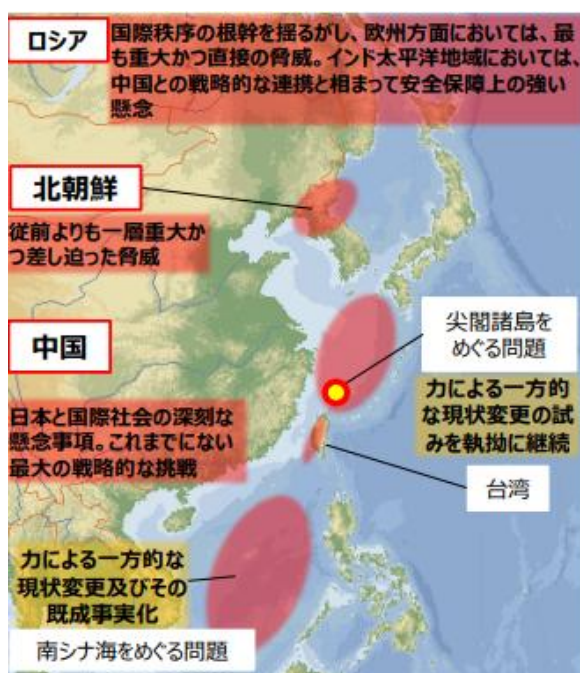 ロシア
国際秩序の根幹を揺るがし、欧州方面においては、最
も重大かつ直接の脅威。インド太平洋地域においては、
中国との戦略的な連携と相まって安全保障上の強い
懸念
北朝鮮
従前よりも一層重大か
つ差し迫った脅威
中国
日本と国際社会の深刻な
懸念事項。これまでにない
最大の戦略的な挑戦
尖閣諸島を
めぐる問題
力による一方的
な現状変更の試
みを執拗に継続
台湾
力による一方的な
現状変更及びその
既成事実化
南シナ海をめぐる問題